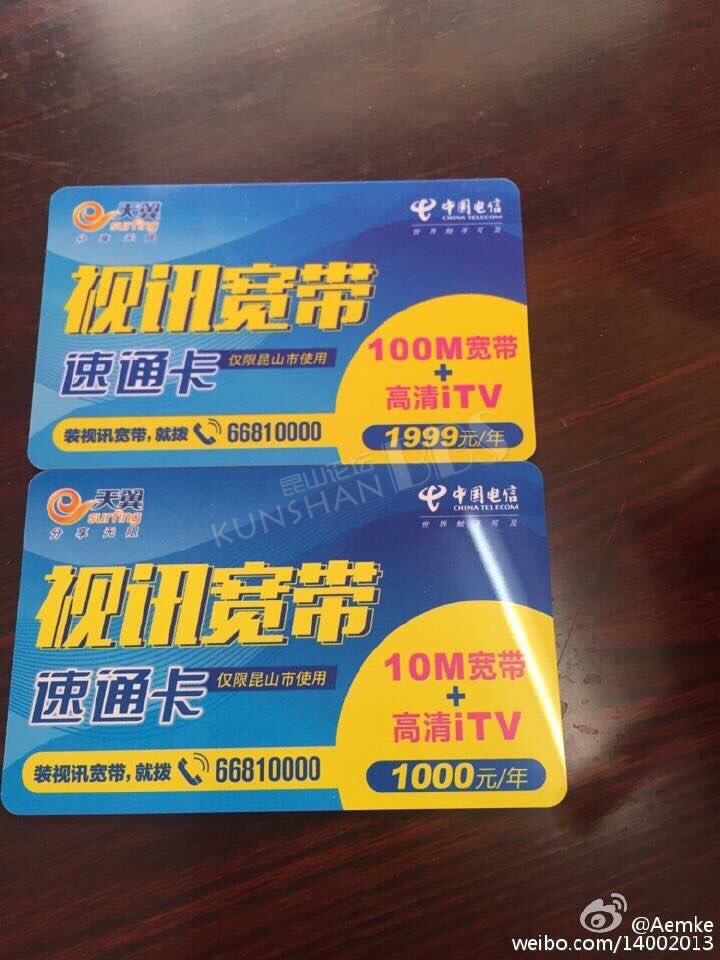 天翼
surfing
分享无限
中国电信
CHINA TELECOM
世界触手可及
视讯宽带
速通卡
仅限昆山市使用
100M宽带
+
高清iTV
装视讯宽带,就拨 66810000
1999元/年
昆山论坛
KUNSHAN BBS
天翼
surfing
分享无限
中国电信
CHINA TELECOM
世界触手可及
视讯宽带
速通卡
仅限昆山市使用
10M宽带
+
高清iTV
装视讯宽带,就拨 66810000
1000元/年
@Aemke
weibo.com/14002013